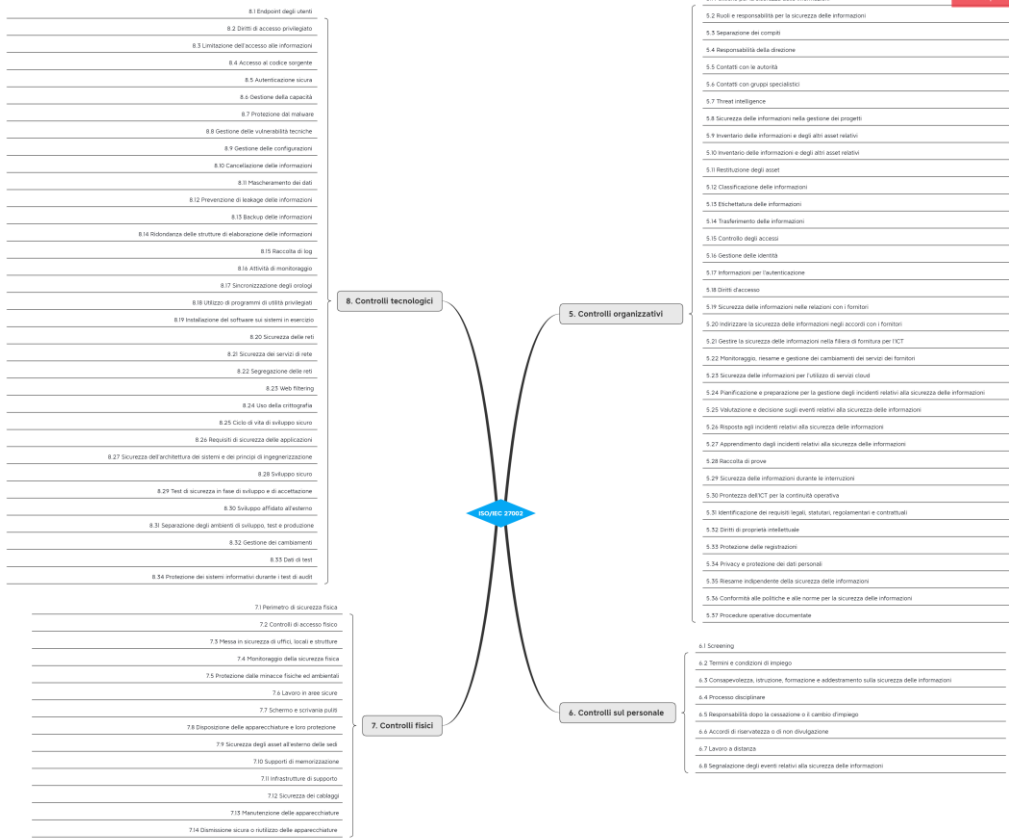 8.1 Endpoint degli utenti
8.2 Diritti di accesso privilegiato
8.3 Limitazione dell'accesso alle informazioni
8.4 Accesso al codice sorgente
8.5 Autenticazione sicura
8.6 Gestione della capacità
8.7 Protezione dal malware
8.8 Gestione delle vulnerabilità tecniche
8.9 Gestione delle configurazioni
8.10 Cancellazione delle informazioni
8.11 Mascheramento dei dati
8.12 Prevenzione di leakage delle informazioni
8.13 Backup delle informazioni
8.14 Ridondanza delle strutture di elaborazione delle informazioni
8.15 Raccolta di log
8.16 Attività di monitoraggio
8.17 Sincronizzazione degli orologi
8.18 Utilizzo di programmi di utilità privilegiati
8.19 Installazione del software sui sistemi in esercizio
8.20 Sicurezza delle reti
8.21 Sicurezza dei servizi di rete
8.22 Segregazione delle reti
8.23 Web filtering
8.24 Uso della crittografia
8.25 Ciclo di vita di sviluppo sicuro
8.26 Requisiti di sicurezza delle applicazioni
8.27 Sicurezza dell'architettura dei sistemi e dei principi di ingegnerizzazione
8.28 Sviluppo sicuro
8.29 Test di sicurezza in fase di sviluppo e di accettazione
8.30 Sviluppo affidato all'esterno
8.31 Separazione degli ambienti di sviluppo, test e produzione
8.32 Gestione dei cambiamenti
8.33 Dati di test
8.34 Protezione dei sistemi informativi durante i test di audit
8. Controlli tecnologici
7.1 Perimetro di sicurezza fisica
7.2 Controlli di accesso fisico
7.3 Messa in sicurezza di uffici, locali e strutture
7.4 Monitoraggio della sicurezza fisica
7.5 Protezione dalle minacce fisiche ed ambientali
7.6 Lavoro in aree sicure
7.7 Schermo e scrivania puliti
7.8 Disposizione delle apparecchiature e loro protezione
7.9 Sicurezza degli asset all'esterno delle sedi
7.10 Supporti di memorizzazione
7.11 Infrastrutture di supporto
7.12 Sicurezza dei cablaggi
7.13 Manutenzione delle apparecchiature
7.14 Dismissione sicura o riutilizzo delle apparecchiature
7. Controlli fisici
ISO/IEC 27002
5. Controlli organizzativi
5.2 Ruoli e responsabilità per la sicurezza delle informazioni
5.3 Separazione dei compiti
5.4 Responsabilità della direzione
5.5 Contatti con le autorità
5.6 Contatti con gruppi specialistici
5.7 Threat intelligence
5.8 Sicurezza delle informazioni nella gestione dei progetti
5.9 Inventario delle informazioni e degli altri asset relativi
5.10 Inventario delle informazioni e degli altri asset relativi
5.11 Restituzione degli asset
5.12 Classificazione delle informazioni
5.13 Etichettatura delle informazioni
5.14 Trasferimento delle informazioni
5.15 Controllo degli accessi
5.16 Gestione delle identità
5.17 Informazioni per l'autenticazione
5.18 Diritti d'accesso
5.19 Sicurezza delle informazioni nelle relazioni con i fornitori
5.20 Indirizzare la sicurezza delle informazioni negli accordi con i fornitori
5.21 Gestire la sicurezza delle informazioni nella filiera di fornitura per l'ICT
5.22 Monitoraggio, riesame e gestione dei cambiamenti dei servizi dei fornitori
5.23 Sicurezza delle informazioni per l'utilizzo di servizi cloud
5.24 Pianificazione e preparazione per la gestione degli incidenti relativi alla sicurezza delle informazioni
5.25 Valutazione e decisione sugli eventi relativi alla sicurezza delle informazioni
5.26 Risposta agli incidenti relativi alla sicurezza delle informazioni
5.27 Apprendimento dagli incidenti relativi alla sicurezza delle informazioni
5.28 Raccolta di prove
5.29 Sicurezza delle informazioni durante le interruzioni
5.30 Prontezza dell'ICT per la continuità operativa
5.31 Identificazione dei requisiti legali, statutari, regolamentari e contrattuali
5.32 Diritti di proprietà intellettuale
5.33 Protezione delle registrazioni
5.34 Privacy e protezione dei dati personali
5.35 Riesame indipendente della sicurezza delle informazioni
5.36 Conformità alle politiche e alle norme per la sicurezza delle informazioni
5.37 Procedure operative documentate
6. Controlli sul personale
6.1 Screening
6.2 Termini e condizioni di impiego
6.3 Consapevolezza, istruzione, formazione e addestramento sulla sicurezza delle informazioni
6.4 Processo disciplinare
6.5 Responsabilità dopo la cessazione o il cambio d'impiego
6.6 Accordi di riservatezza o di non divulgazione
6.7 Lavoro a distanza
6.8 Segnalazione degli eventi relativi alla sicurezza delle informazioni